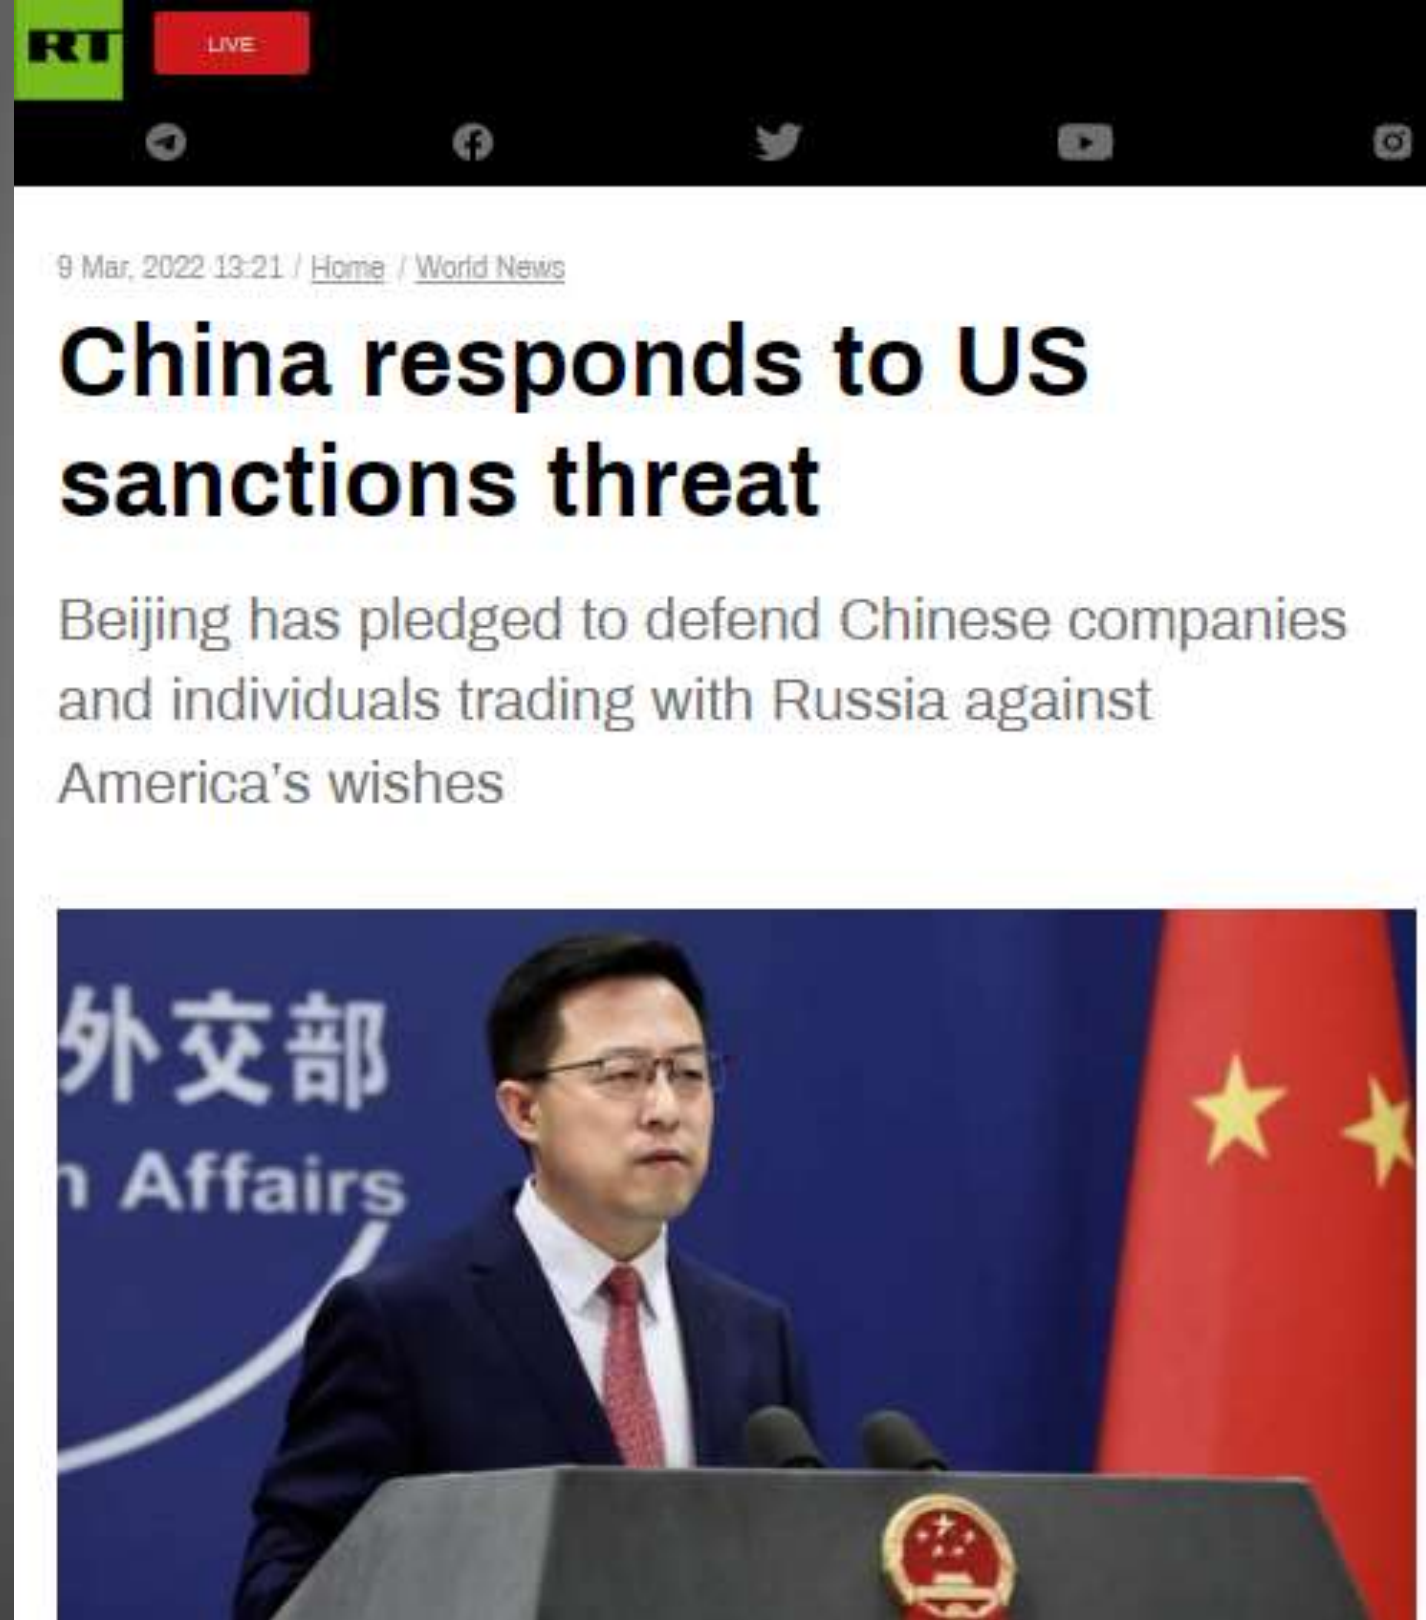 RT
LIVE
9 Mar, 2022 13:21 / Home / World News
China responds to US
sanctions threat
Beijing has pledged to defend Chinese companies
and individuals trading with Russia against
America's wishes
外交部
n Affairs